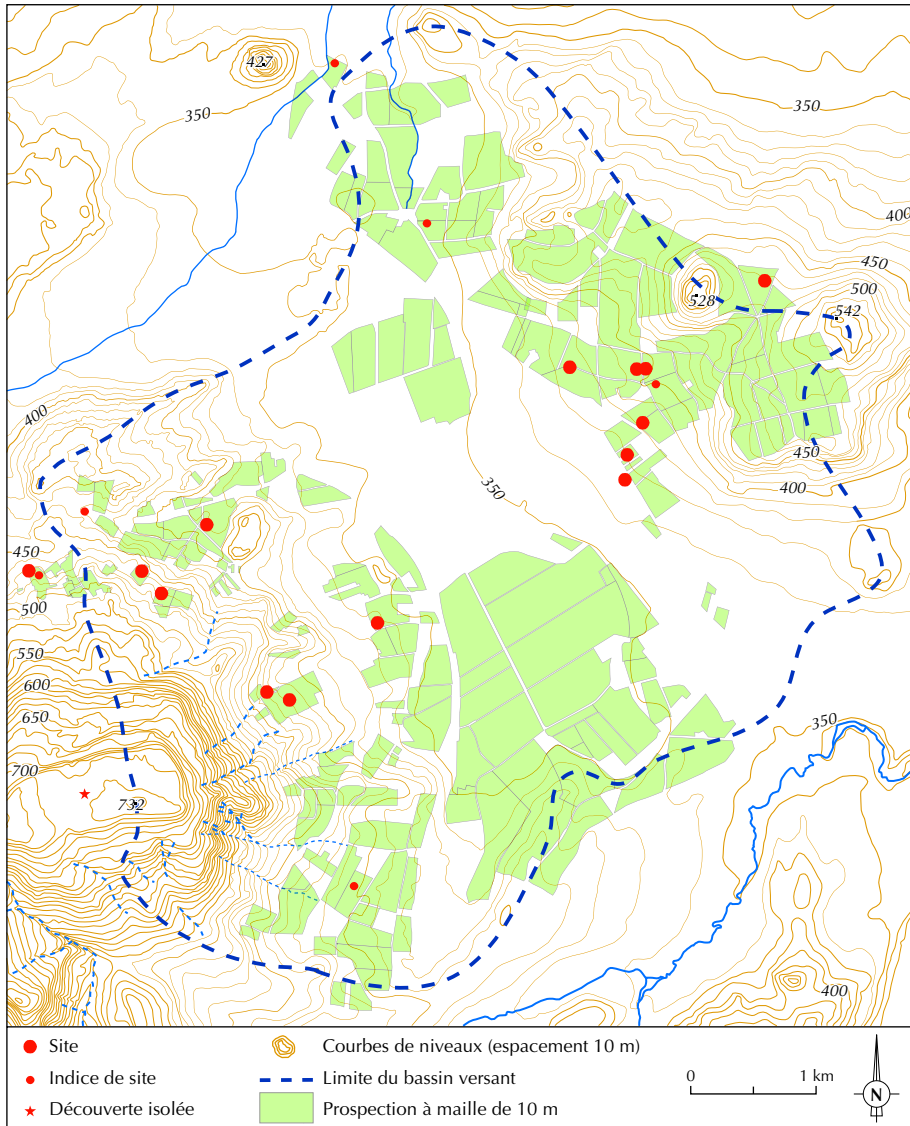 427
350
350
400
450
500
528
542
400
450
400
350
450
500
550
600
650
700
732
350
400
Site
Indice de site
Découverte isolée
Courbes de niveaux (espacement 10 m)
Limite du bassin versant
Prospection à maille de 10 m
0 1 km
N